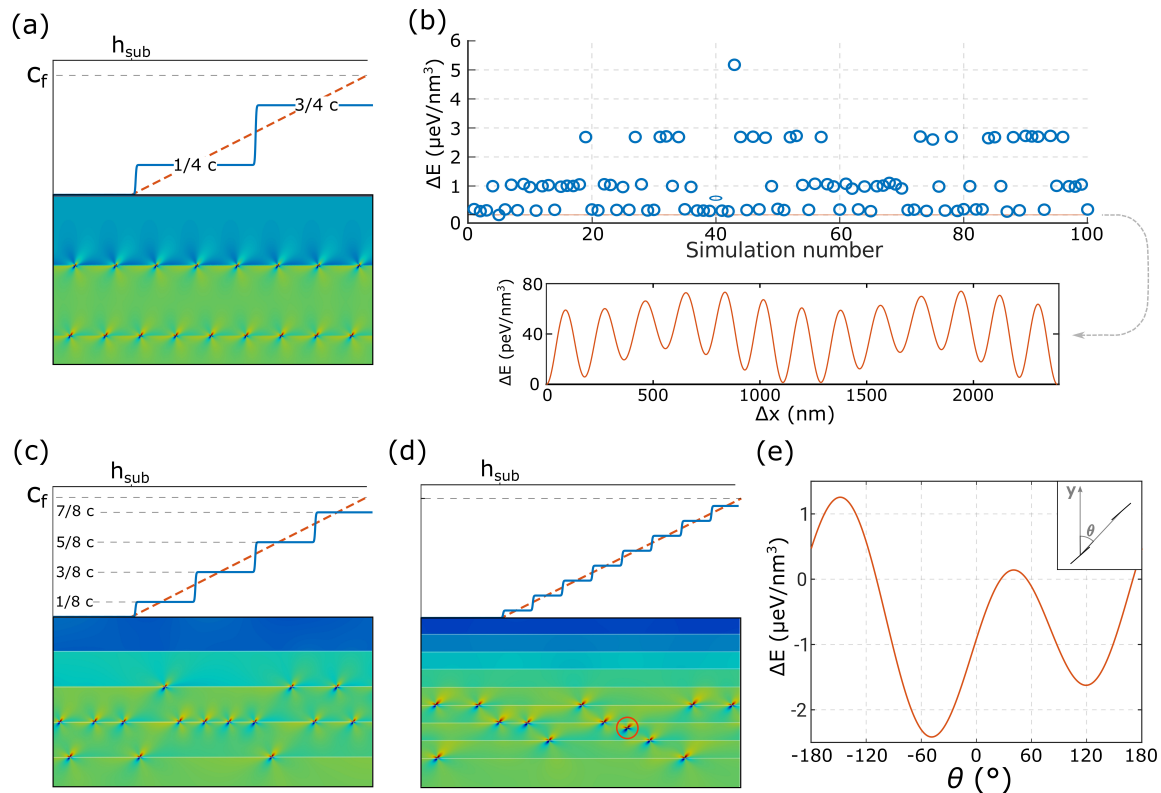 (a)
h_sub
c_f
3/4 c
1/4 c
(b)
ΔE (μeV/nm³)
6
5
4
3
2
1
0
0 20 40 60 80 100
Simulation number
ΔE (peV/nm³)
80
40
0
0 500 1000 1500 2000
Δx (nm)
(c)
h_sub
c_f
7/8 c
5/8 c
3/8 c
1/8 c
(d)
h_sub
(e)
ΔE (μeV/nm³)
1
0
-1
-2
y
θ
-180 -120 -60 0 60 120 180
θ (°)